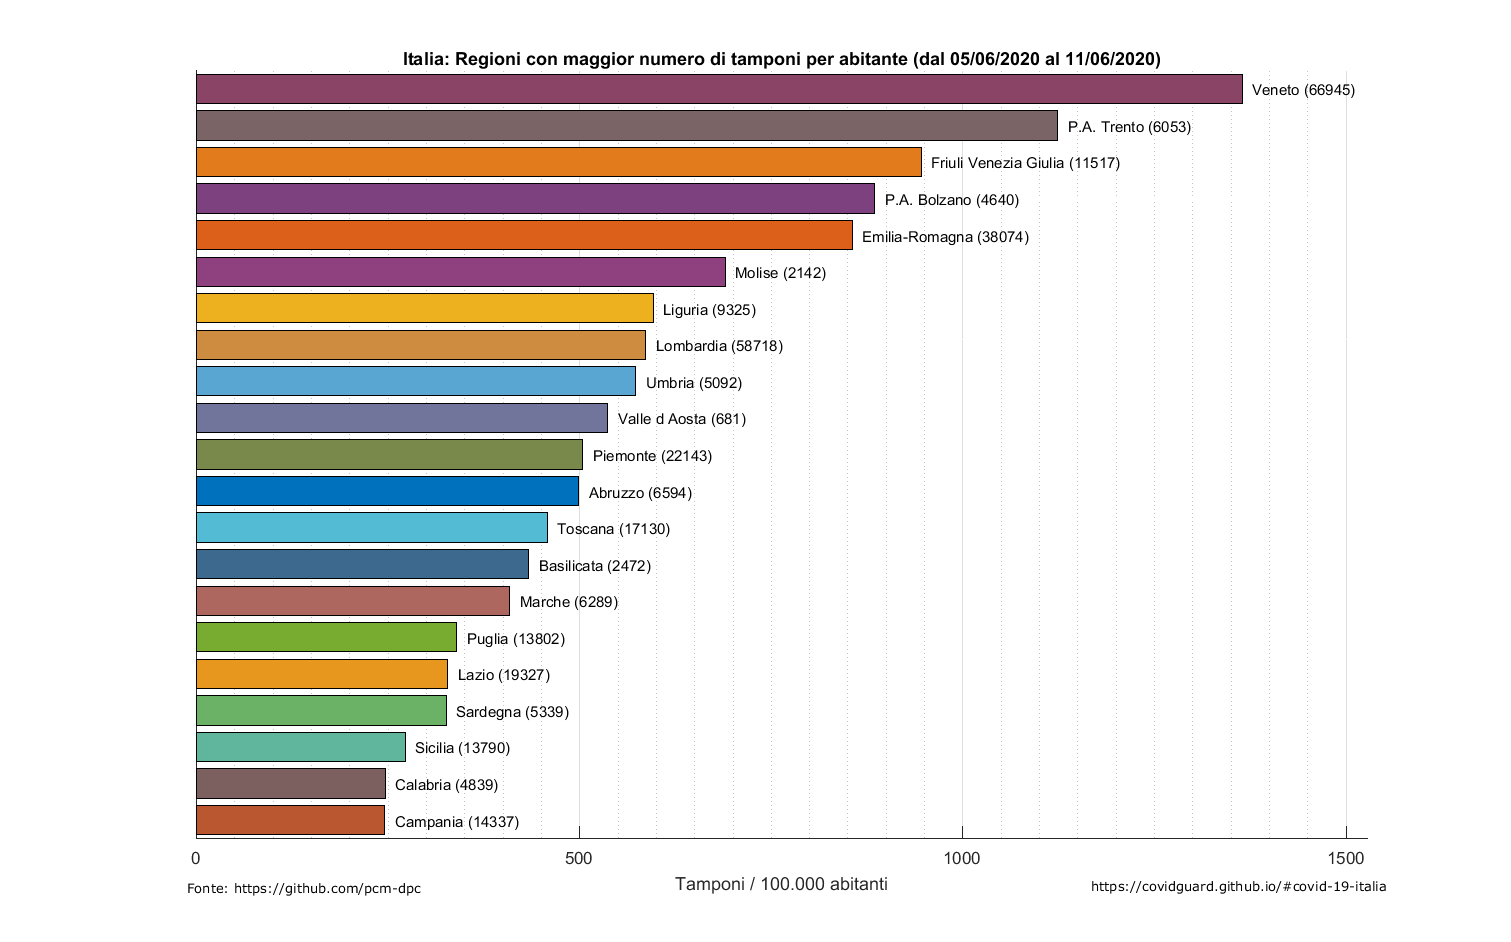 Italia: Regioni con maggior numero di tamponi per abitante (dal 05/06/2020 al 11/06/2020)
Veneto (66945)
P.A. Trento (6053)
Friuli Venezia Giulia (11517)
P.A. Bolzano (4640)
Emilia-Romagna (38074)
Molise (2142)
Liguria (9325)
Lombardia (58718)
Umbria (5092)
Valle d Aosta (681)
Piemonte (22143)
Abruzzo (6594)
Toscana (17130)
Basilicata (2472)
Marche (6289)
Puglia (13802)
Lazio (19327)
Sardegna (5339)
Sicilia (13790)
Calabria (4839)
Campania (14337)
0 500 1000 1500
Tamponi / 100.000 abitanti
Fonte: https://github.com/pcm-dpc
https://covidguard.github.io/#covid-19-italia